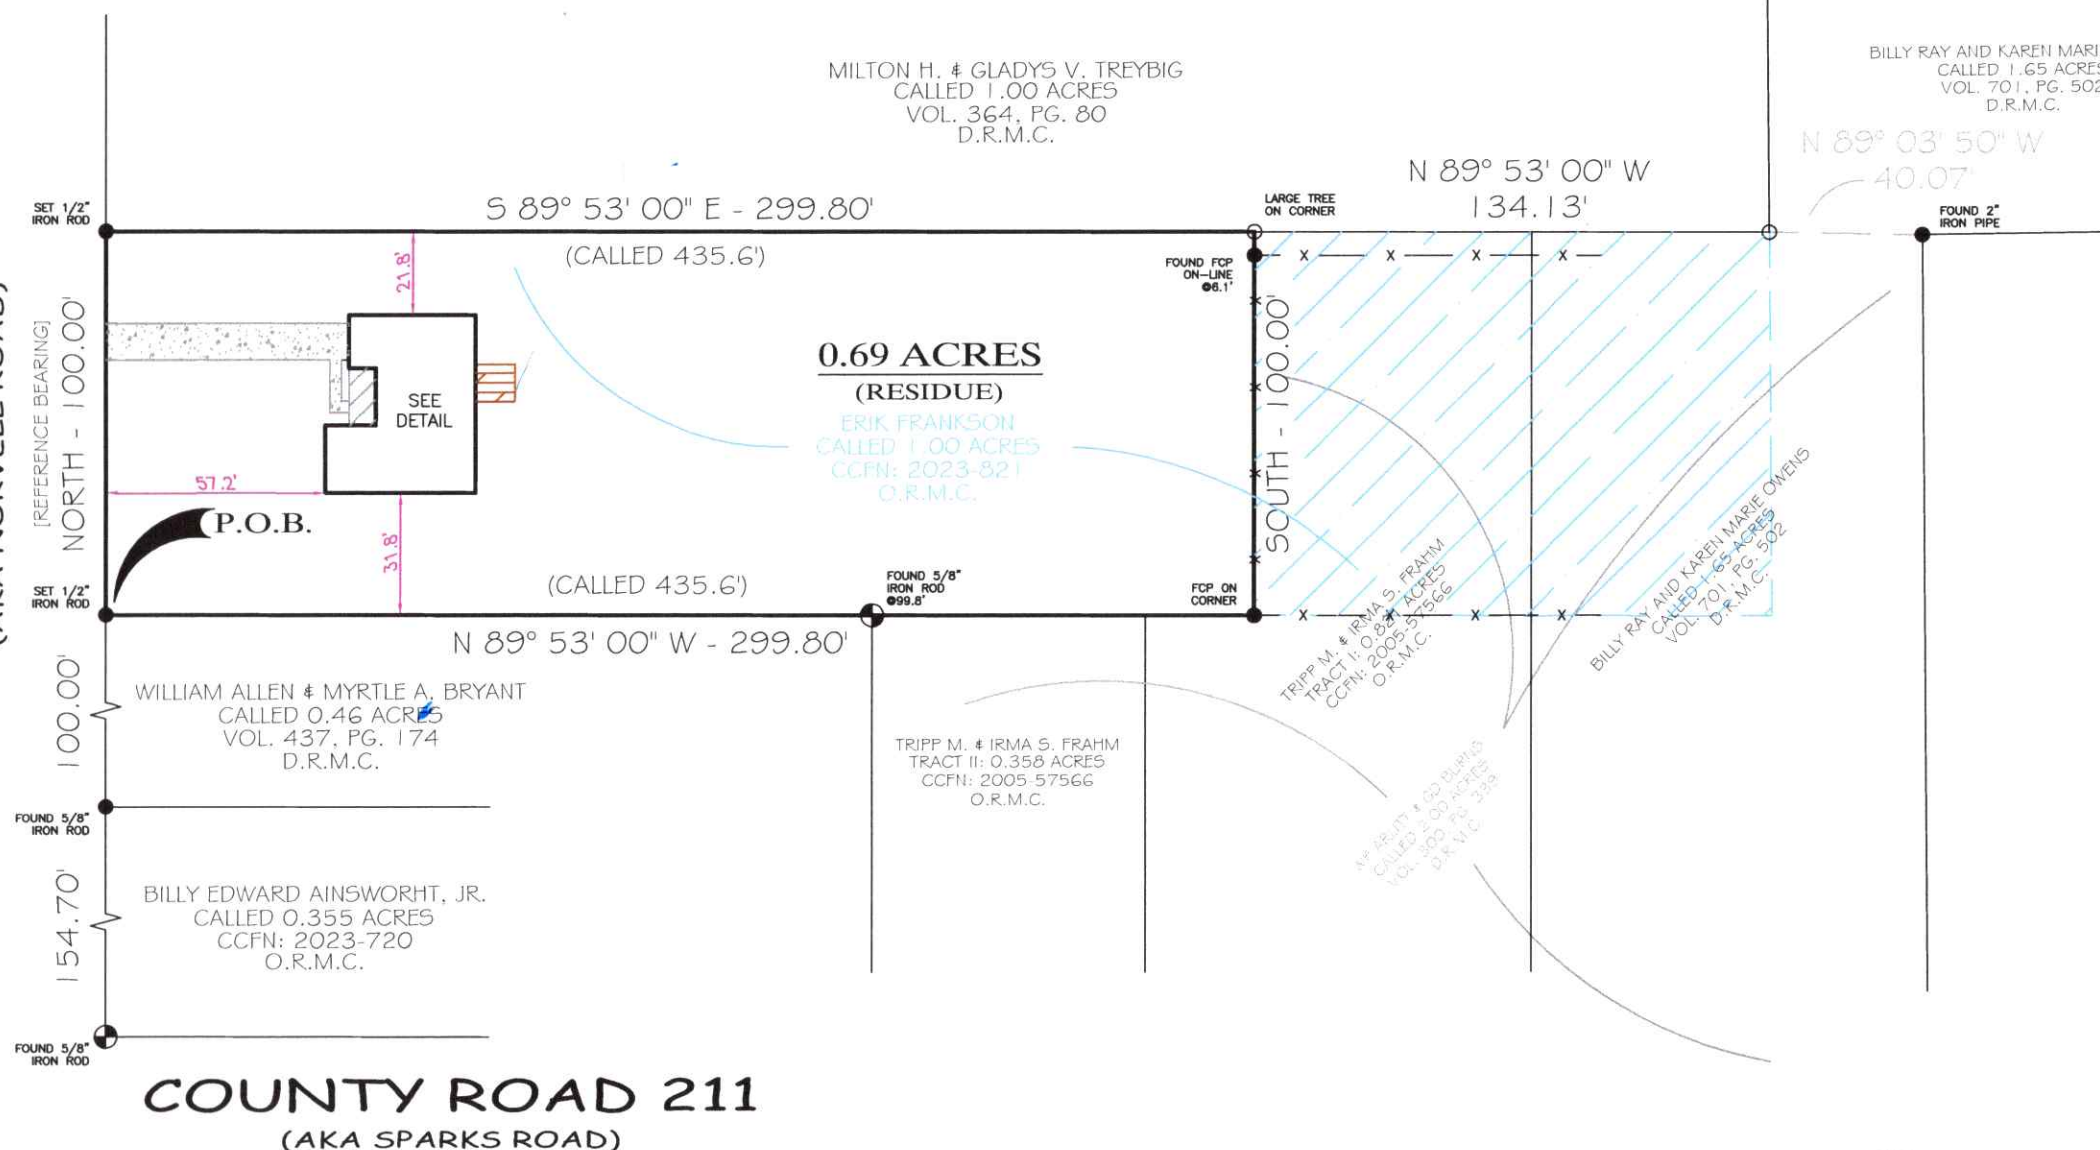 MILTON H. & GLADYS V. TREYBIG
CALLED 1.00 ACRES
VOL. 364, PG. 80
D.R.M.C.
BILLY RAY AND KAREN MARI
CALLED 1.65 ACRES
VOL. 701, PG. 502
D.R.M.C.
N 89° 03' 50" W
40.07'
N 89° 53' 00" W
134.13'
SET 1/2"
IRON ROD
S 89° 53' 00" E - 299.80'
(CALLED 435.6')
LARGE TREE
ON CORNER
FOUND 2"
IRON PIPE
FOUND FCP
ON-LINE
@6.1'
21.8'
[REFERENCE BEARING]
NORTH - 100.00'
SEE
DETAIL
0.69 ACRES
(RESIDUE)
ERIK FRANKSON
CALLED 1.00 ACRES
CCFN: 2023-821
O.R.M.C.
SOUTH - 100.00'
57.2'
P.O.B.
31.8'
SET 1/2"
IRON ROD
(CALLED 435.6')
FOUND 5/8"
IRON ROD
@99.8'
FCP ON
CORNER
N 89° 53' 00" W - 299.80'
TRIPP M. & IRMA S. FRAHM
TRACT I: ACRES
CCFN: 2005-57566
O.R.M.C.
BILLY RAY AND KAREN MARIE OWENS
CALLED 1.65 ACRES
VOL. 701, PG. 502
D.R.M.C.
100.00'
WILLIAM ALLEN & MYRTLE A. BRYANT
CALLED 0.46 ACRES
VOL. 437, PG. 174
D.R.M.C.
TRIPP M. & IRMA S. FRAHM
TRACT II: 0.358 ACRES
CCFN: 2005-57566
O.R.M.C.
BURNS
CALLED 2.00 ACRES
VOL. 300, PG. 339
D.R.M.C.
FOUND 5/8"
IRON ROD
154.70'
BILLY EDWARD AINSWORHT, JR.
CALLED 0.355 ACRES
CCFN: 2023-720
O.R.M.C.
FOUND 5/8"
IRON ROD
COUNTY ROAD 211
(AKA SPARKS ROAD)